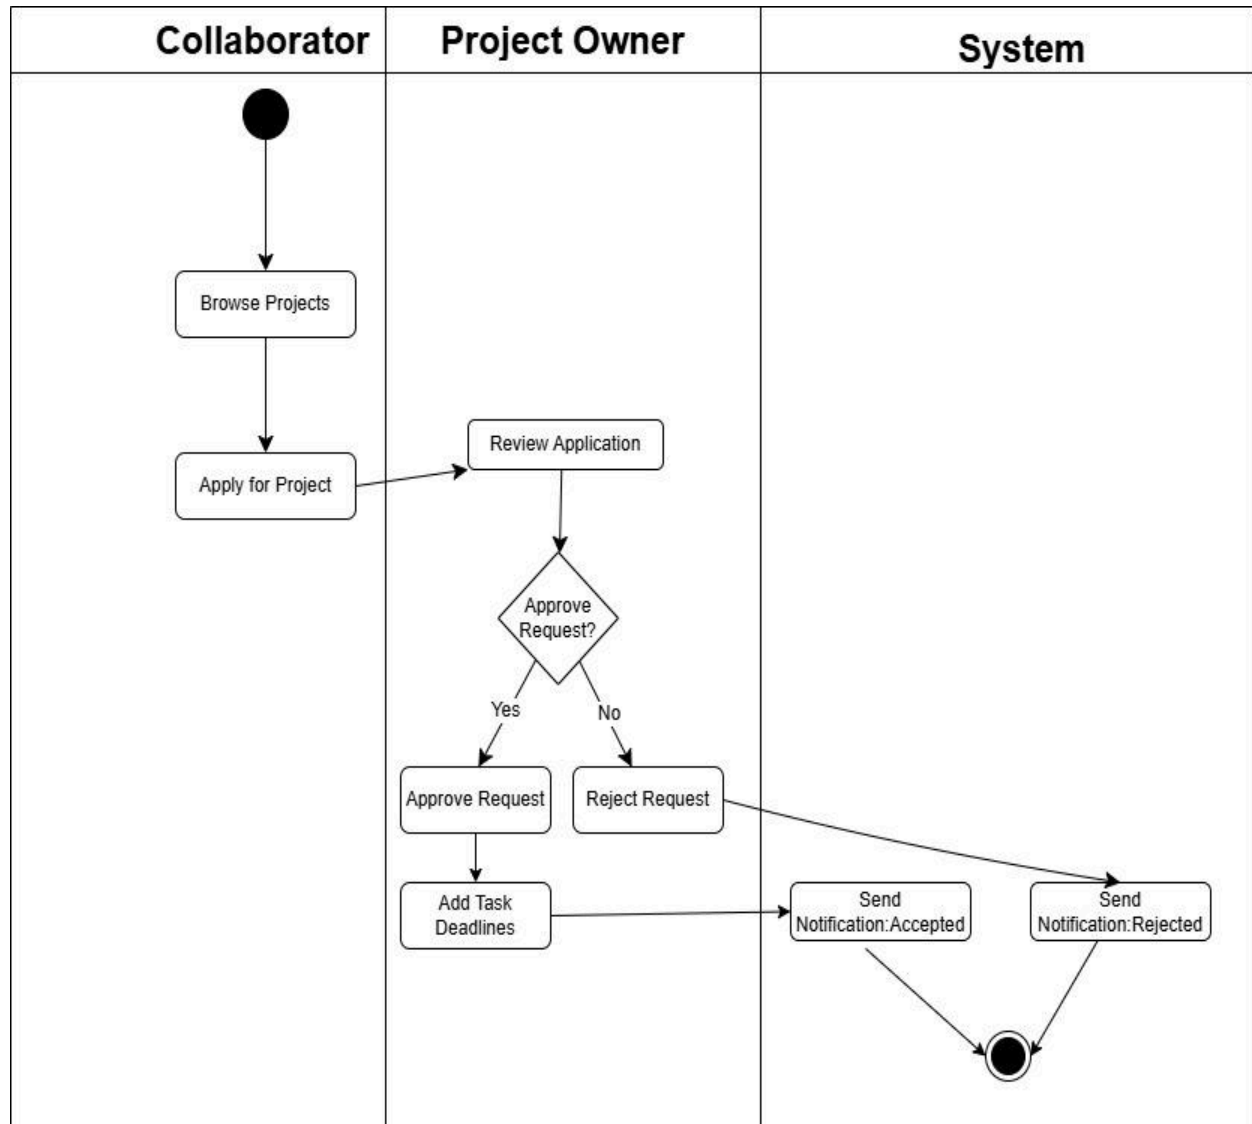 Collaborator
Project Owner
System
Browse Projects
Apply for Project
Review Application
Approve
Request?
Yes
No
Approve Request
Reject Request
Add Task
Deadlines
Send
Notification:Accepted
Send
Notification:Rejected